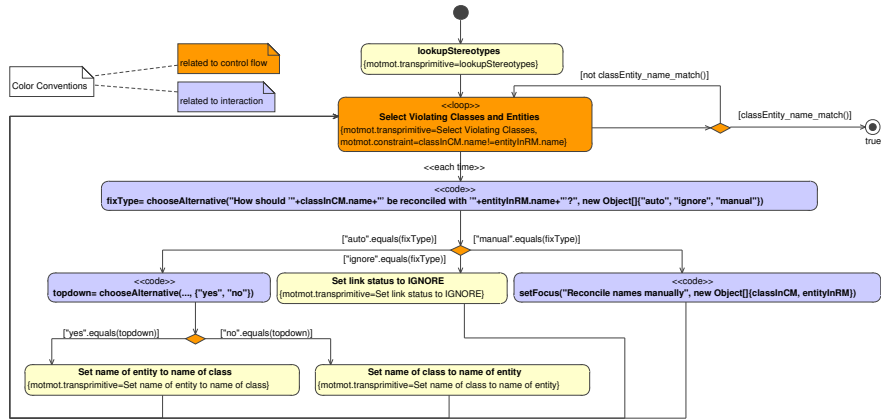 lookupStereotypes
{motmot.transprimitive=lookupStereotypes}
related to control flow
Color Conventions
related to interaction
[not classEntity_name_match()]
<<loop>>
Select Violating Classes and Entities
{motmot.transprimitive=Select Violating Classes,
motmot.constraint=classInCM.name!=entityInRM.name}
[classEntity_name_match()]
true
<<each time>>
<<code>>
fixType= chooseAlternative("How should '"+classInCM.name+"' be reconciled with '"+entityInRM.name+"'?", new Object[]{"auto", "ignore", "manual"})
["auto".equals(fixType)]
["manual".equals(fixType)]
["ignore".equals(fixType)]
<<code>>
topdown= chooseAlternative(..., {"yes", "no"})
Set link status to IGNORE
{motmot.transprimitive=Set link status to IGNORE}
<<code>>
setFocus("Reconcile names manually", new Object[]{classInCM, entityInRM})
["yes".equals(topdown)]
["no".equals(topdown)]
Set name of entity to name of class
{motmot.transprimitive=Set name of entity to name of class}
Set name of class to name of entity
{motmot.transprimitive=Set name of class to name of entity}